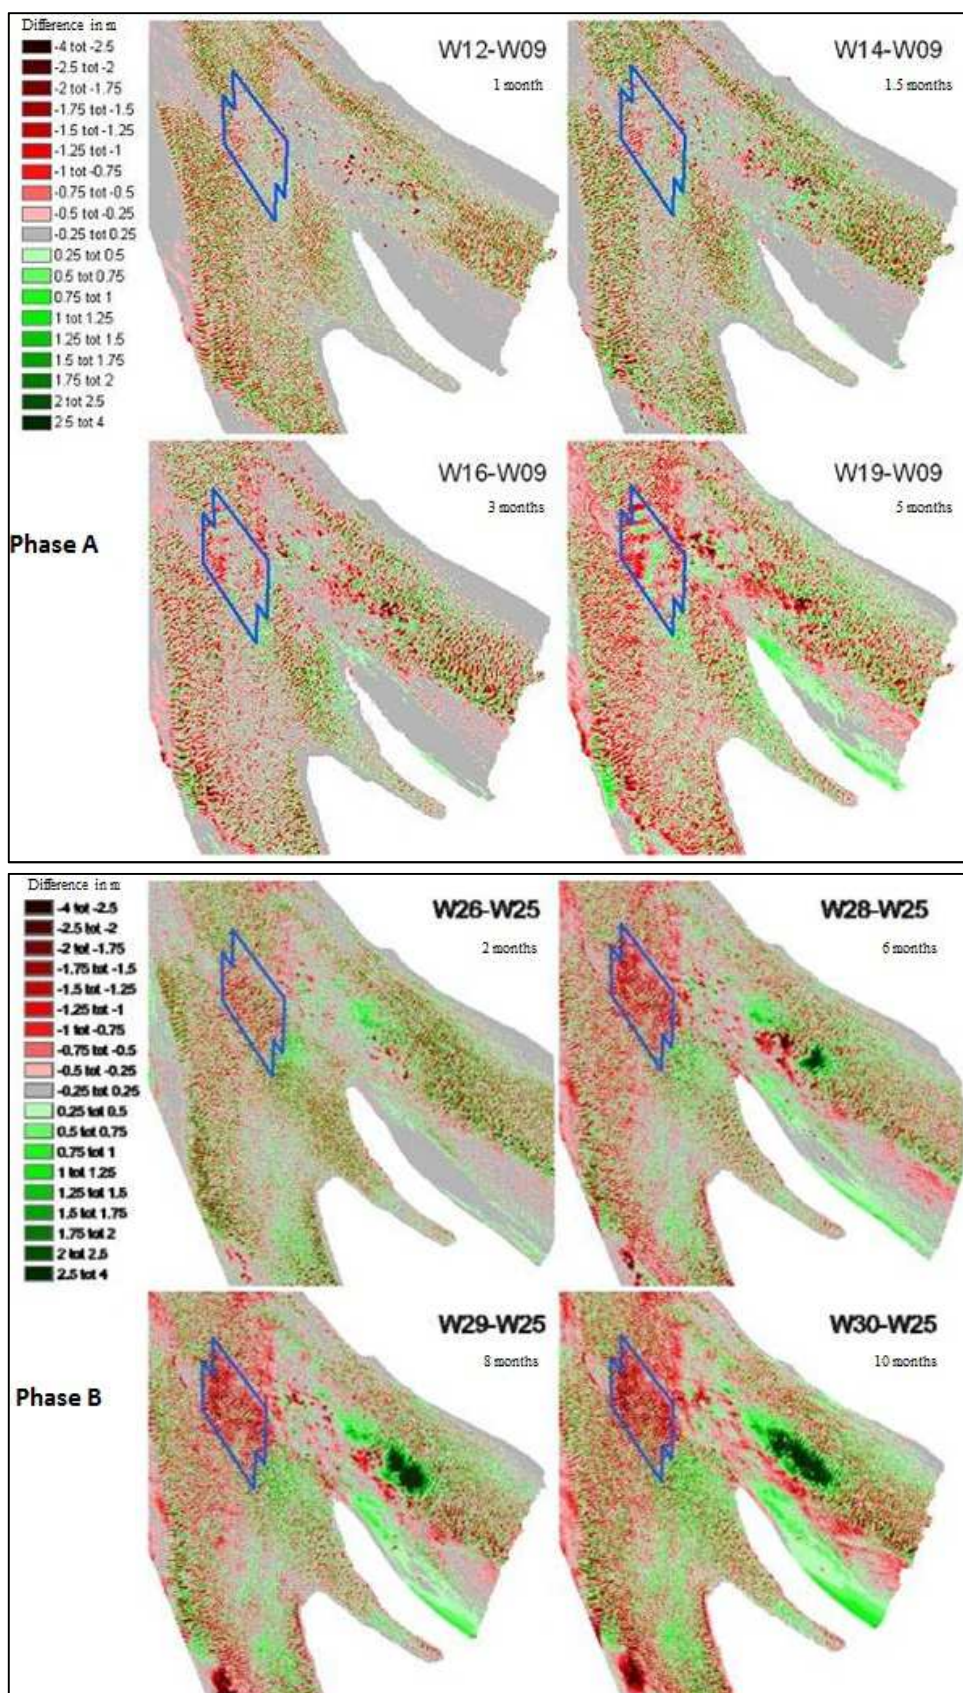 Difference in m
-4 tot -2.5
-2.5 tot -2
-2 tot -1.75
-1.75 tot -1.5
-1.5 tot -1.25
-1.25 tot -1
-1 tot -0.75
-0.75 tot -0.5
-0.5 tot -0.25
-0.25 tot 0.25
0.25 tot 0.5
0.5 tot 0.75
0.75 tot 1
1 tot 1.25
1.25 tot 1.5
1.5 tot 1.75
1.75 tot 2
2 tot 2.5
2.5 tot 4
W12-W09
1 month
W14-W09
1.5 months
Phase A
W16-W09
3 months
W19-W09
5 months
Difference in m
-4 tot -2.5
-2.5 tot -2
-2 tot -1.75
-1.75 tot -1.5
-1.5 tot -1.25
-1.25 tot -1
-1 tot -0.75
-0.75 tot -0.5
-0.5 tot -0.25
-0.25 tot 0.25
0.25 tot 0.5
0.5 tot 0.75
0.75 tot 1
1 tot 1.25
1.25 tot 1.5
1.5 tot 1.75
1.75 tot 2
2 tot 2.5
2.5 tot 4
W26-W25
2 months
W28-W25
6 months
Phase B
W29-W25
8 months
W30-W25
10 months